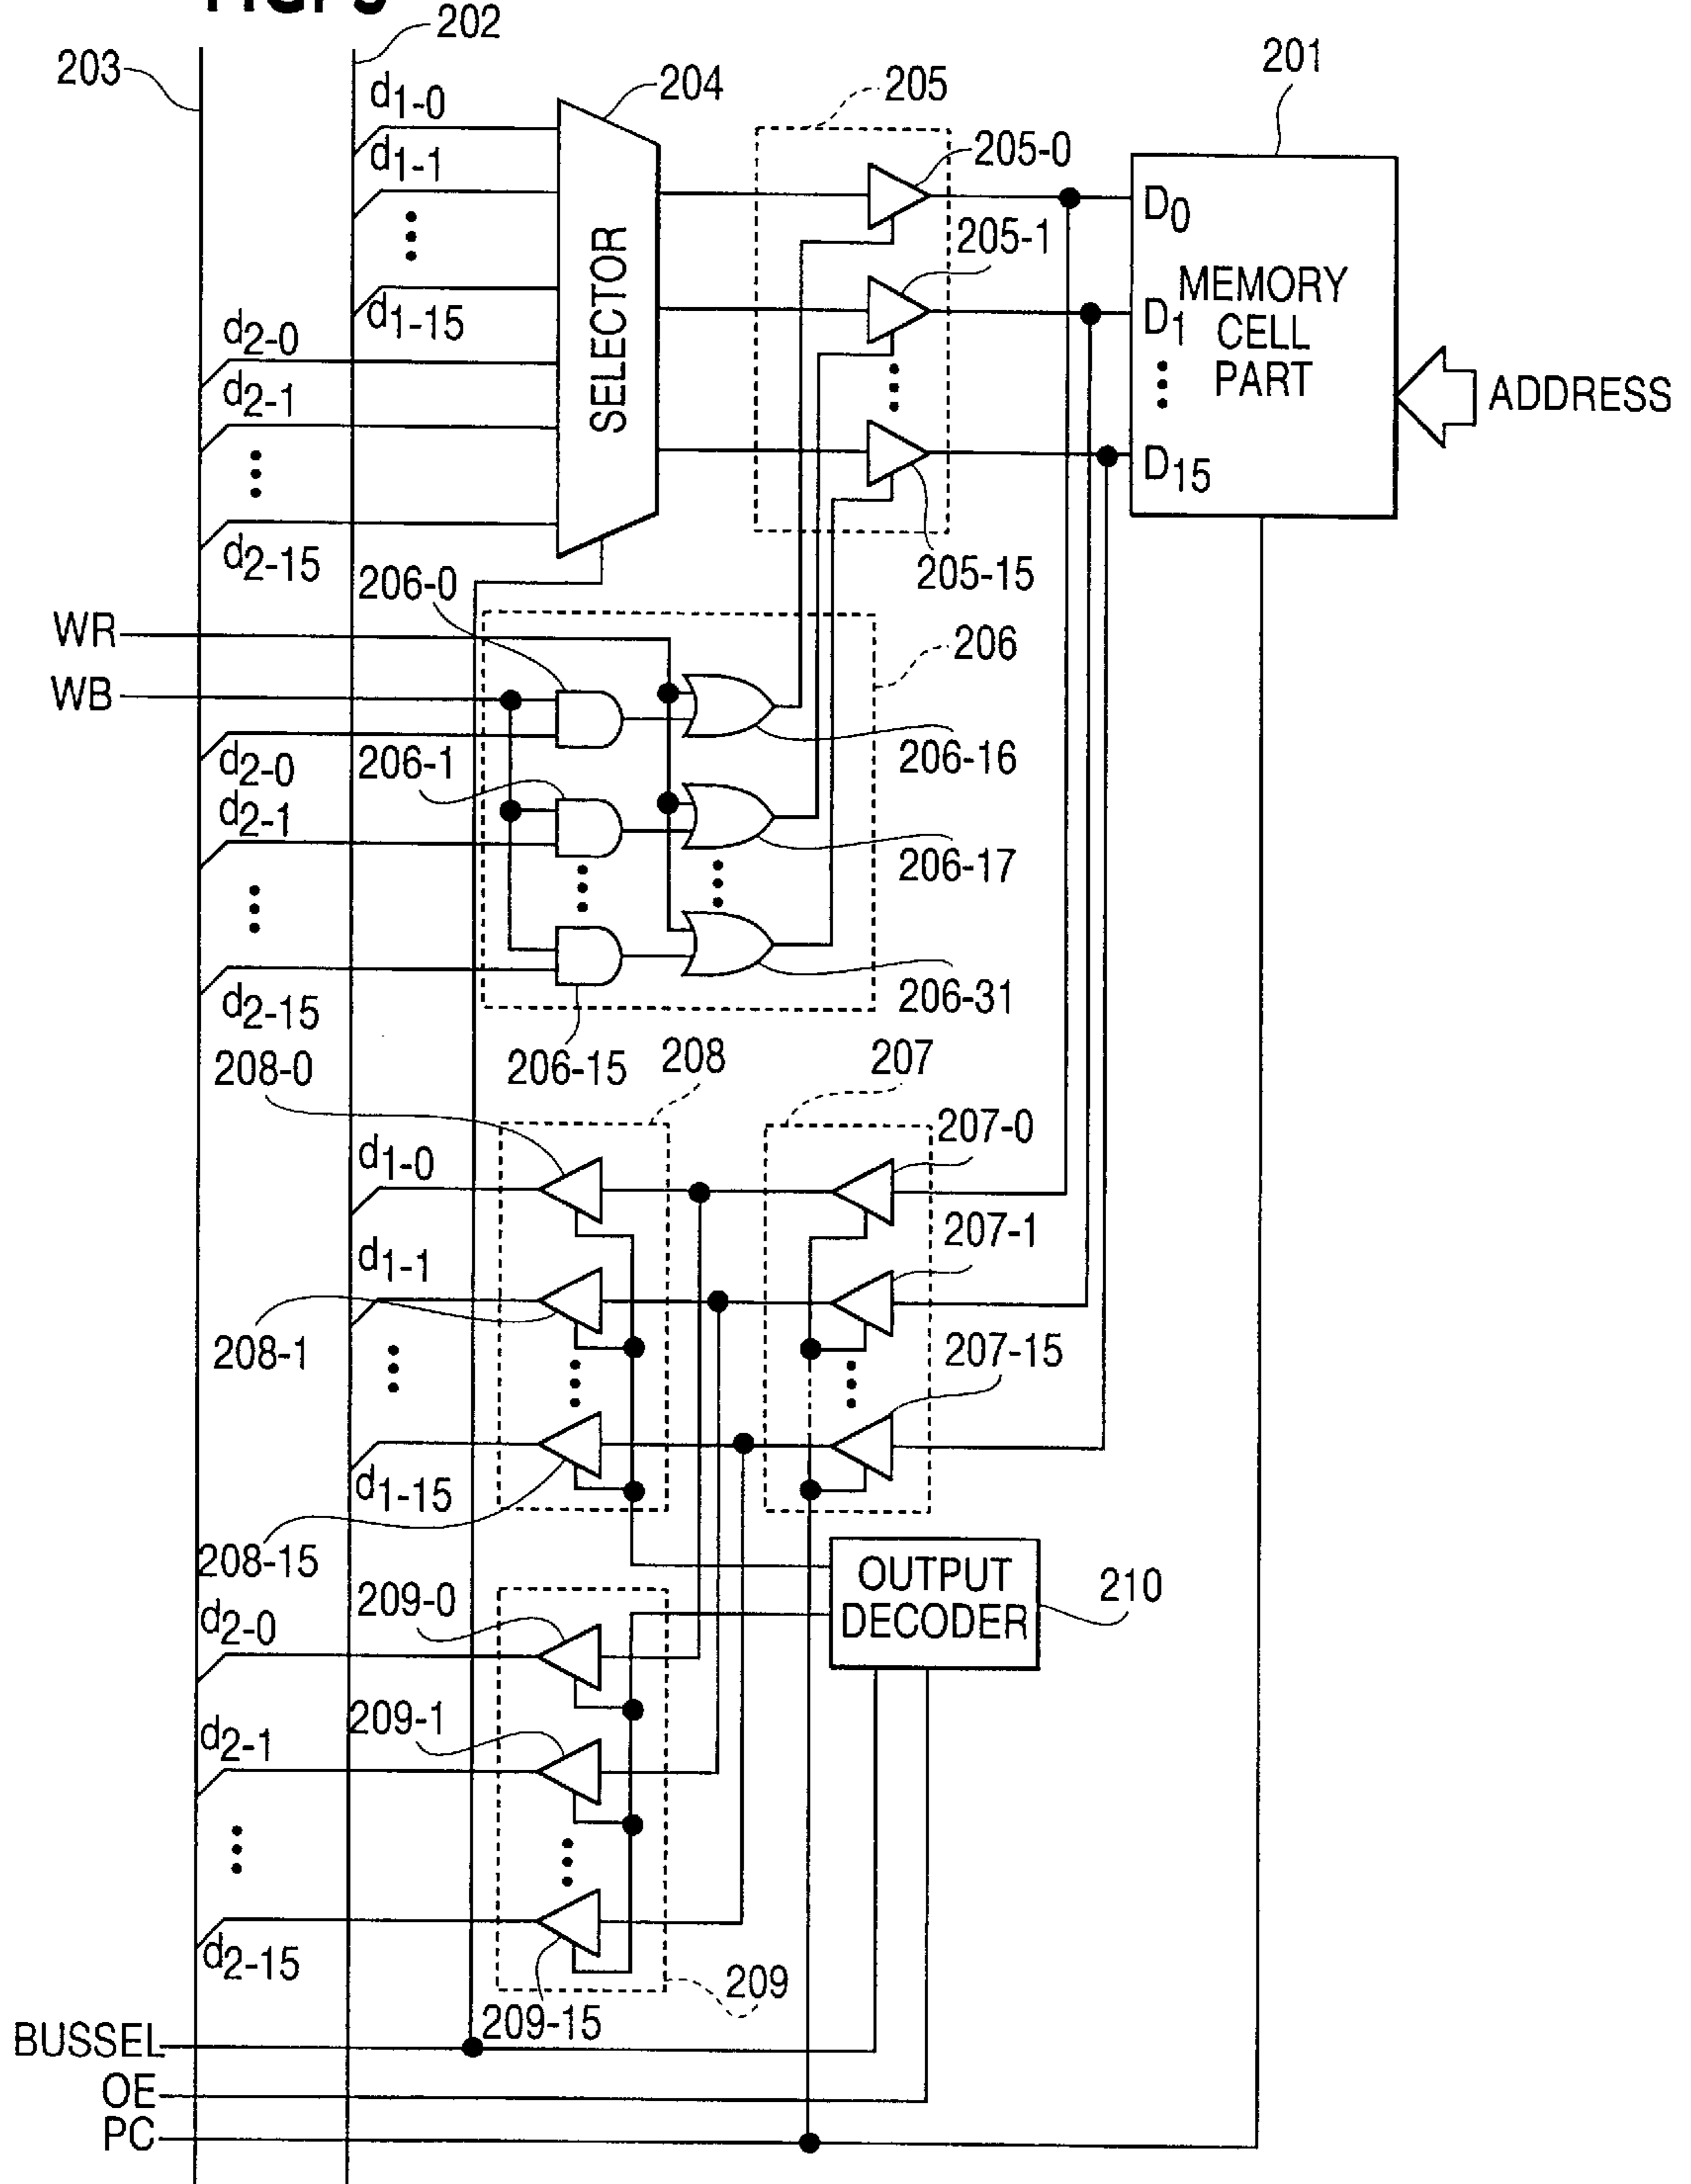 203
202
201
204
205
d1-0
d1-1
205-0
205-1
D0
SELECTOR
MEMORY
CELL
PART
D1
d1-15
d2-0
d2-1
ADDRESS
D15
d2-15
206-0
205-15
WR
206
WB
d2-0
206-1
206-16
d2-1
206-17
d2-15
206-31
206-15
208-0
208
207
207-0
d1-0
207-1
d1-1
208-1
207-15
d1-15
208-15
OUTPUT
DECODER
210
209-0
d2-0
209-1
d2-1
d2-15
209
209-15
BUSSEL
OE
PC